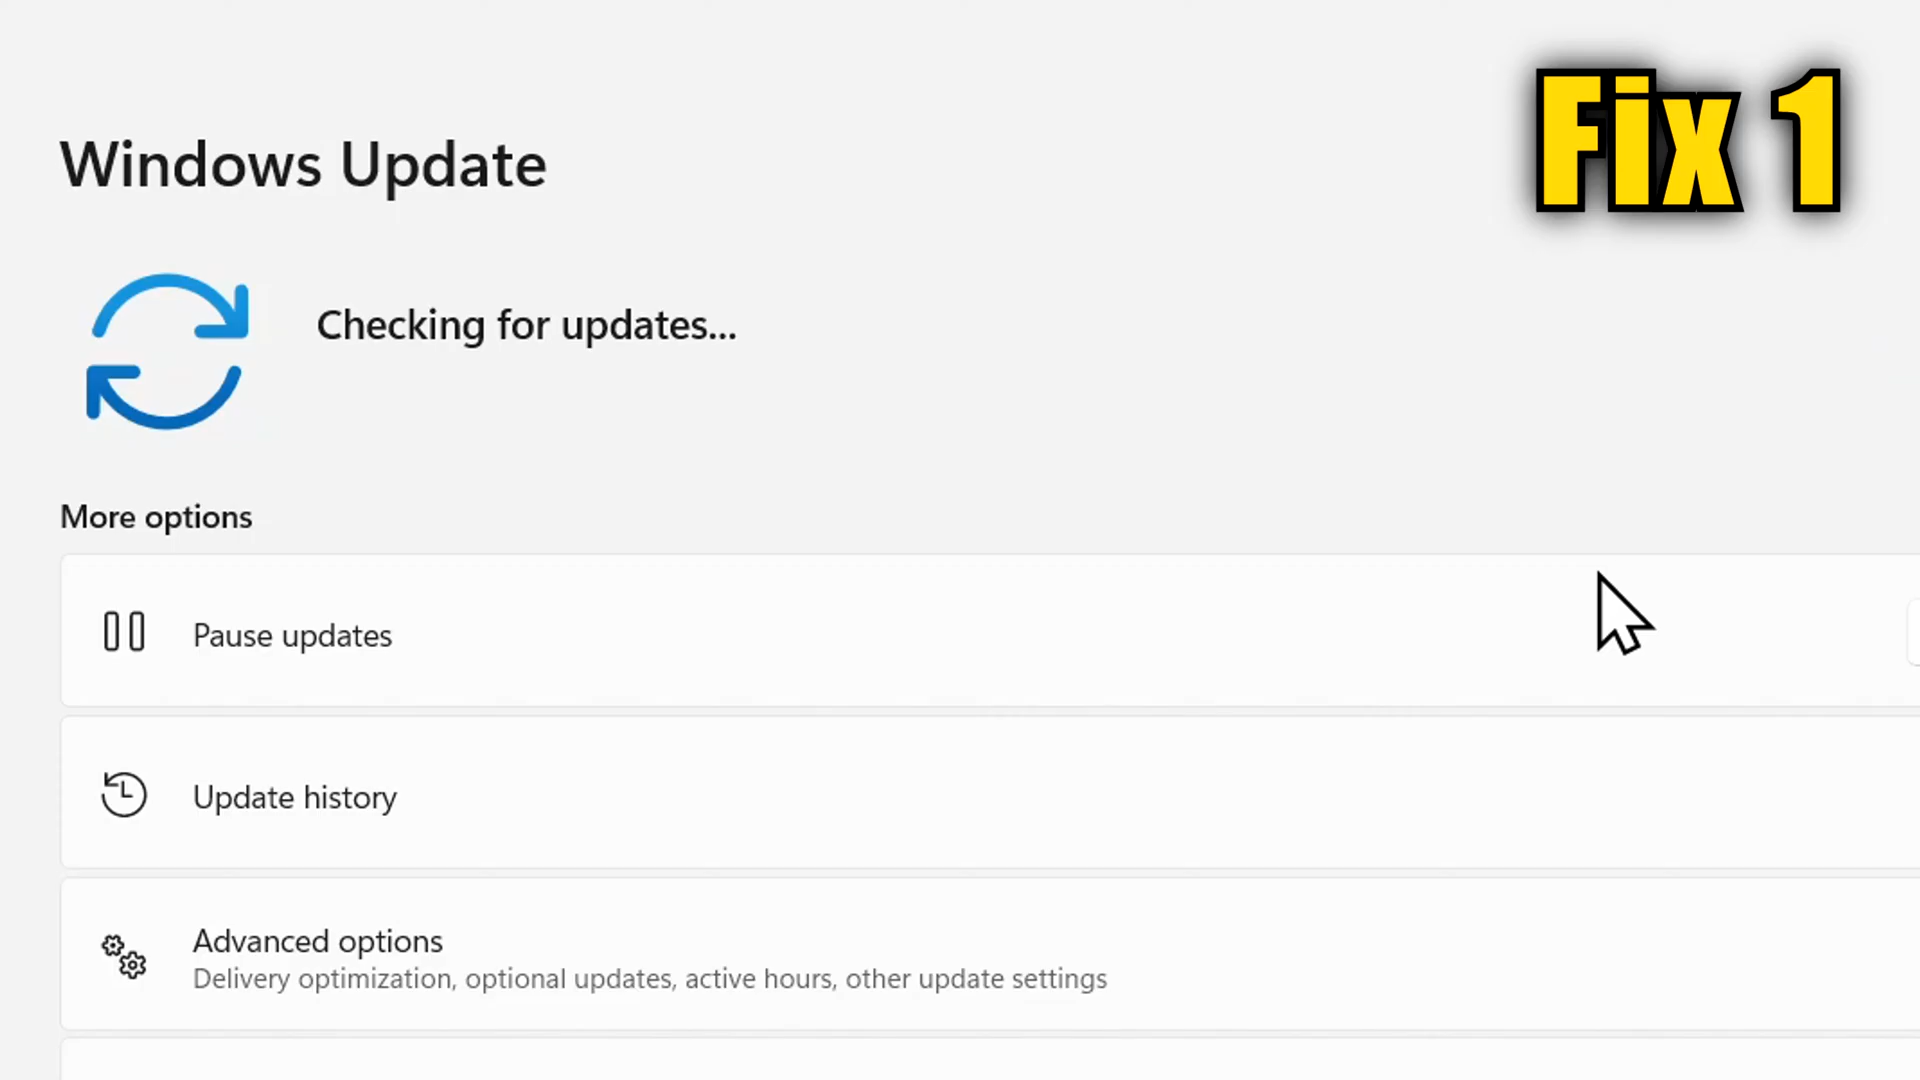 Fix 1
Windows Update
Checking for updates...
More options
Pause updates
Update history
Advanced options
Delivery optimization, optional updates, active hours, other update settings